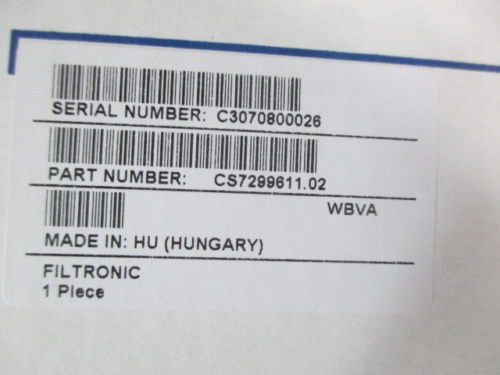 SERIAL NUMBER: C3070800026
PART NUMBER: CS7299611.02
WBVA
MADE IN: HU (HUNGARY)
FILTRONIC
1 Piece